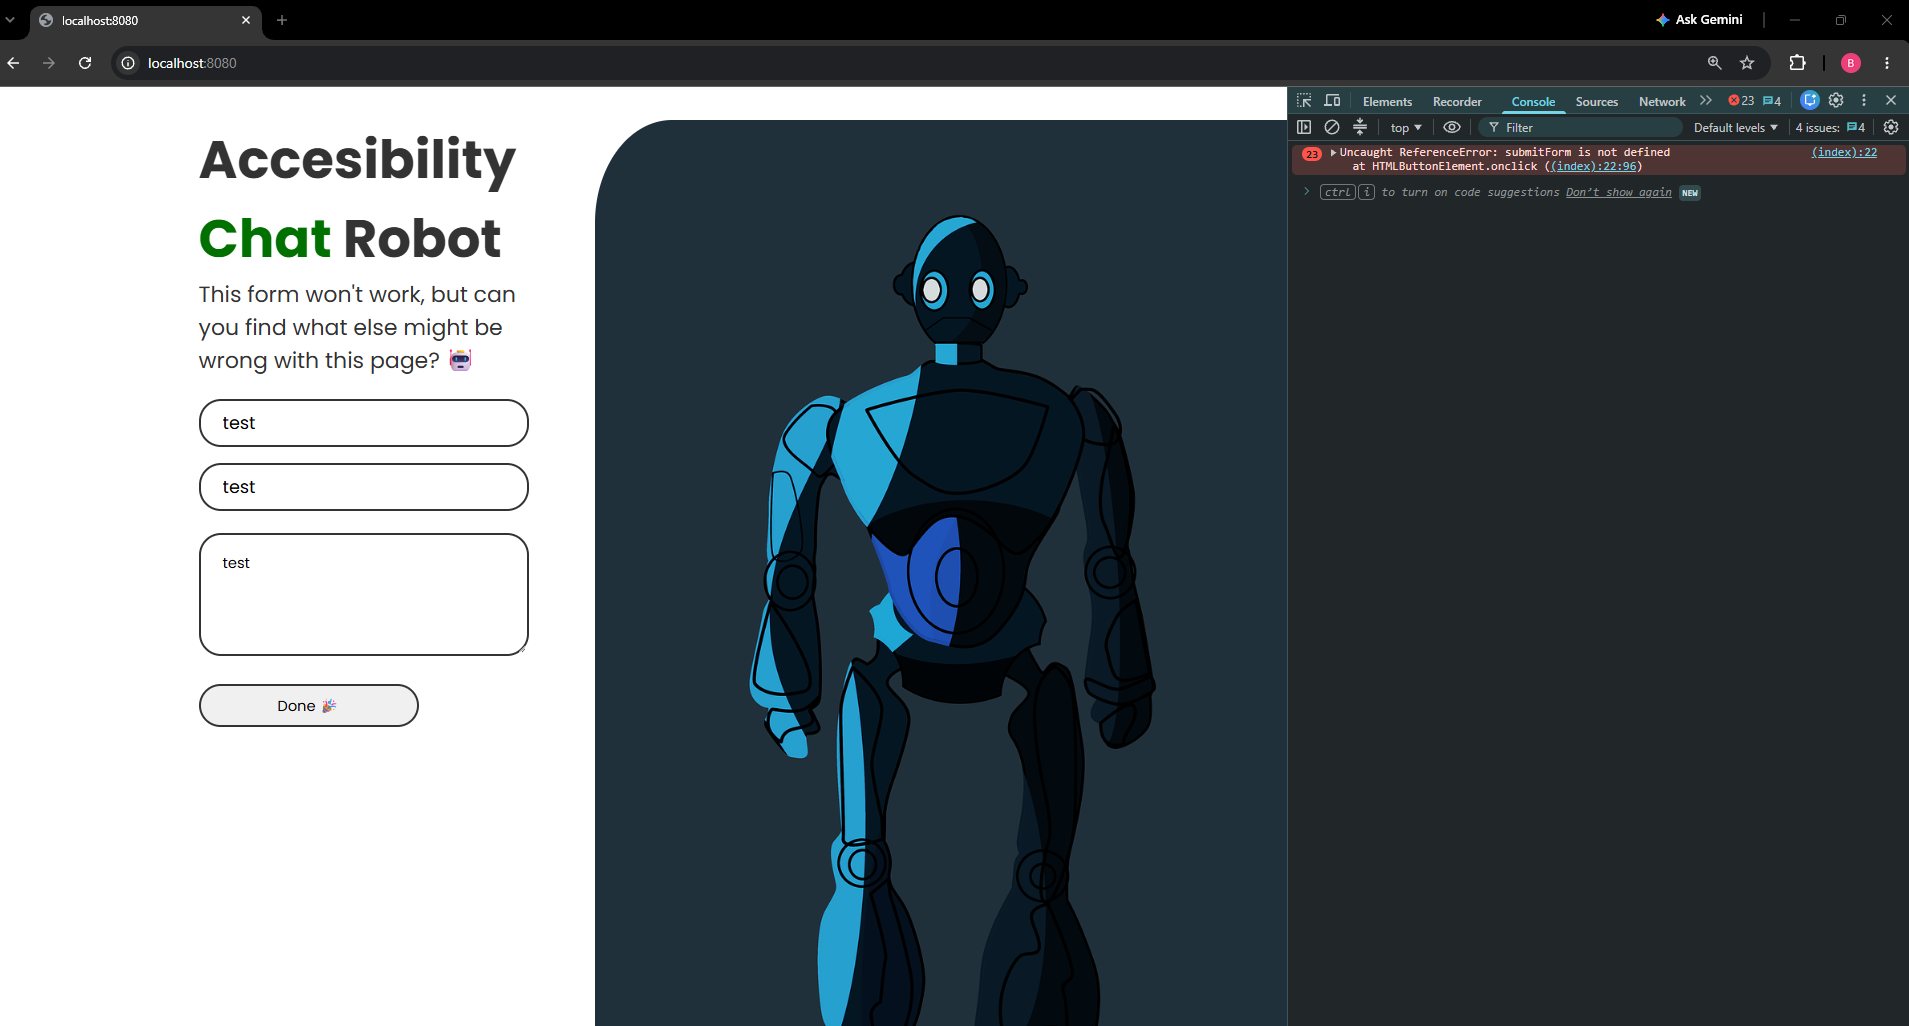 localhost:8080
Ask Gemini
localhost:8080
B
Accesibility
Chat Robot
This form won't work, but can
you find what else might be
wrong with this page? 🤖
test
test
test
Done 🎉
Elements Recorder Console Sources Network 23 4
top Filter Default levels 4 issues: 4
23 Uncaught ReferenceError: submitForm is not defined (index):22
at HTMLButtonElement.onclick ((index):22:96)
ctrl i to turn on code suggestions Don't show again NEW